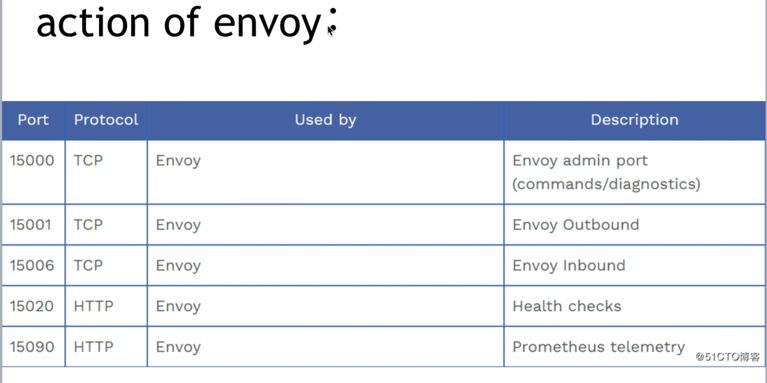 action of envoy:
Port Protocol Used by Description
15000 TCP Envoy Envoy admin port
(commands/diagnostics)
15001 TCP Envoy Envoy Outbound
15006 TCP Envoy Envoy Inbound
15020 HTTP Envoy Health checks
15090 HTTP Envoy Prometheus telemetry
@51CTO博客